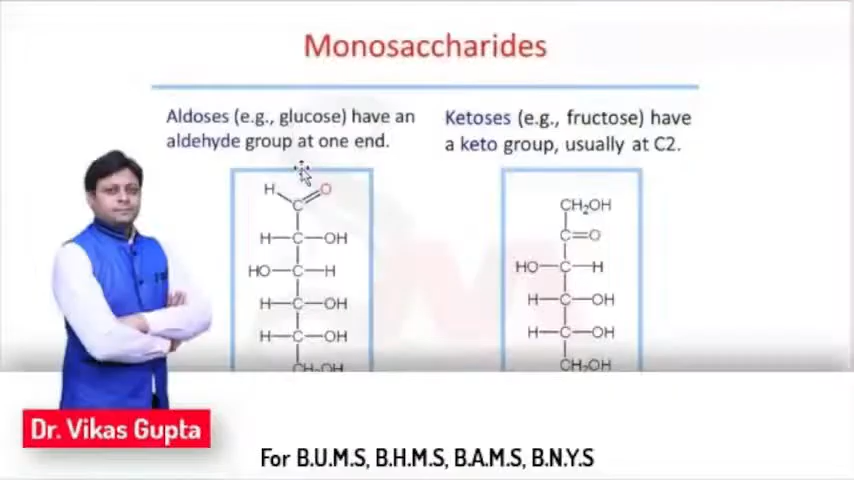 Monosaccharides
Aldoses (e.g., glucose) have an
aldehyde group at one end.
Ketoses (e.g., fructose) have
a keto group, usually at C2.
H
C O
H—C—OH
HO—C—H
H—C—OH
H—C—OH
CH₂OH
CH₂OH
C=O
HO—C—H
H—C—OH
H—C—OH
CH₂OH
Dr. Vikas Gupta
For B.U.M.S, B.H.M.S, B.A.M.S, B.N.Y.S